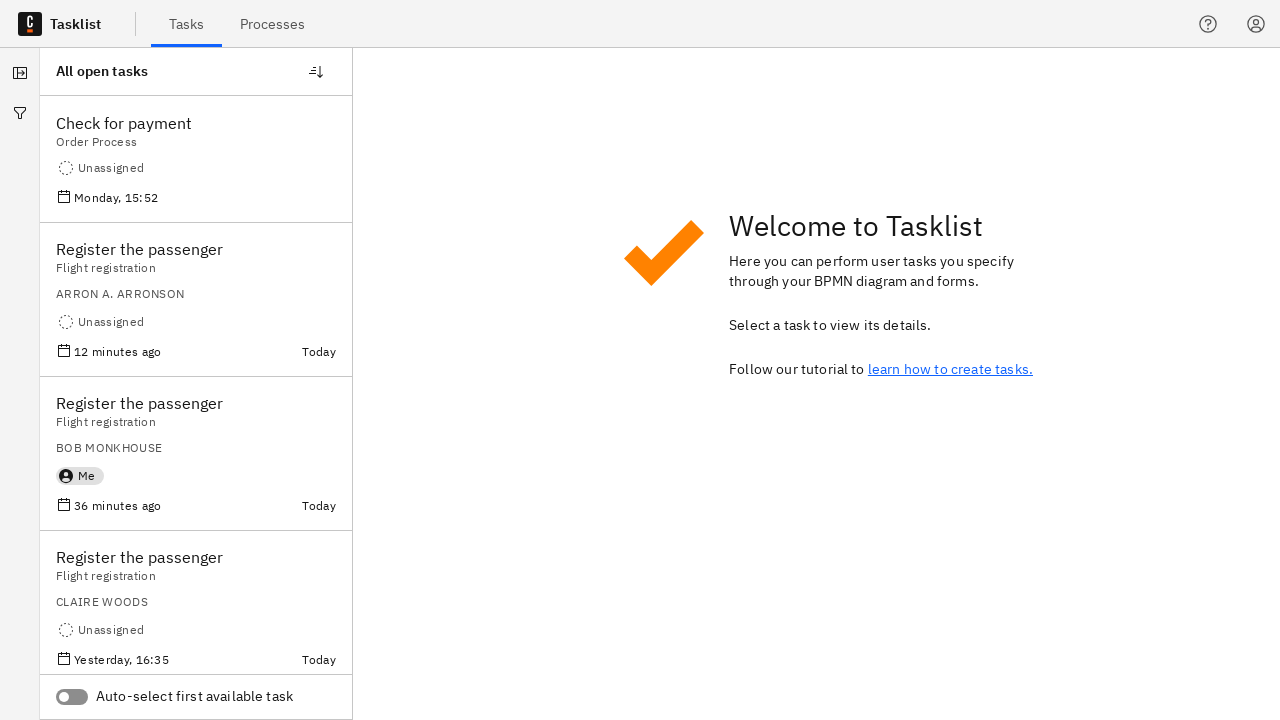 Tasklist
Tasks
Processes
All open tasks
Check for payment
Order Process
Unassigned
Monday, 15:52
Register the passenger
Flight registration
ARRON A. ARRONSON
Unassigned
12 minutes ago
Today
Register the passenger
Flight registration
BOB MONKHOUSE
Me
36 minutes ago
Today
Register the passenger
Flight registration
CLAIRE WOODS
Unassigned
Yesterday, 16:35
Today
Auto-select first available task
Welcome to Tasklist
Here you can perform user tasks you specify
through your BPMN diagram and forms.
Select a task to view its details.
Follow our tutorial to learn how to create tasks.